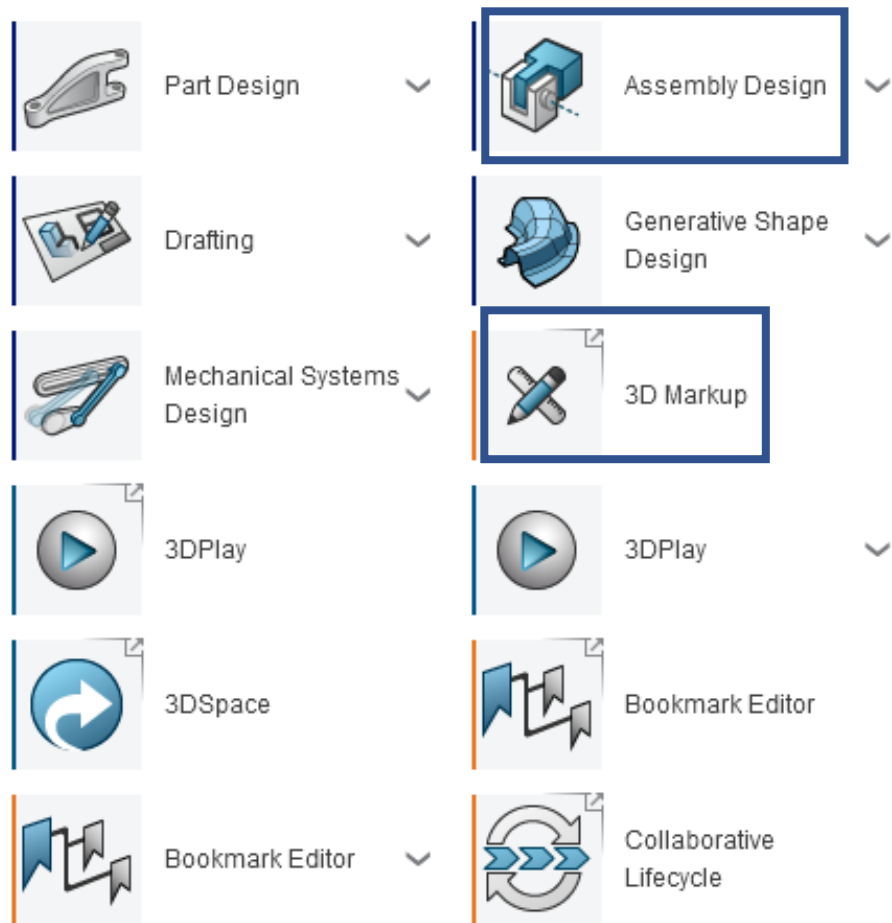 Part Design
Assembly Design
Drafting
Generative Shape
Design
Mechanical Systems
Design
3D Markup
3DPlay
3DPlay
3DSpace
Bookmark Editor
Bookmark Editor
Collaborative
Lifecycle